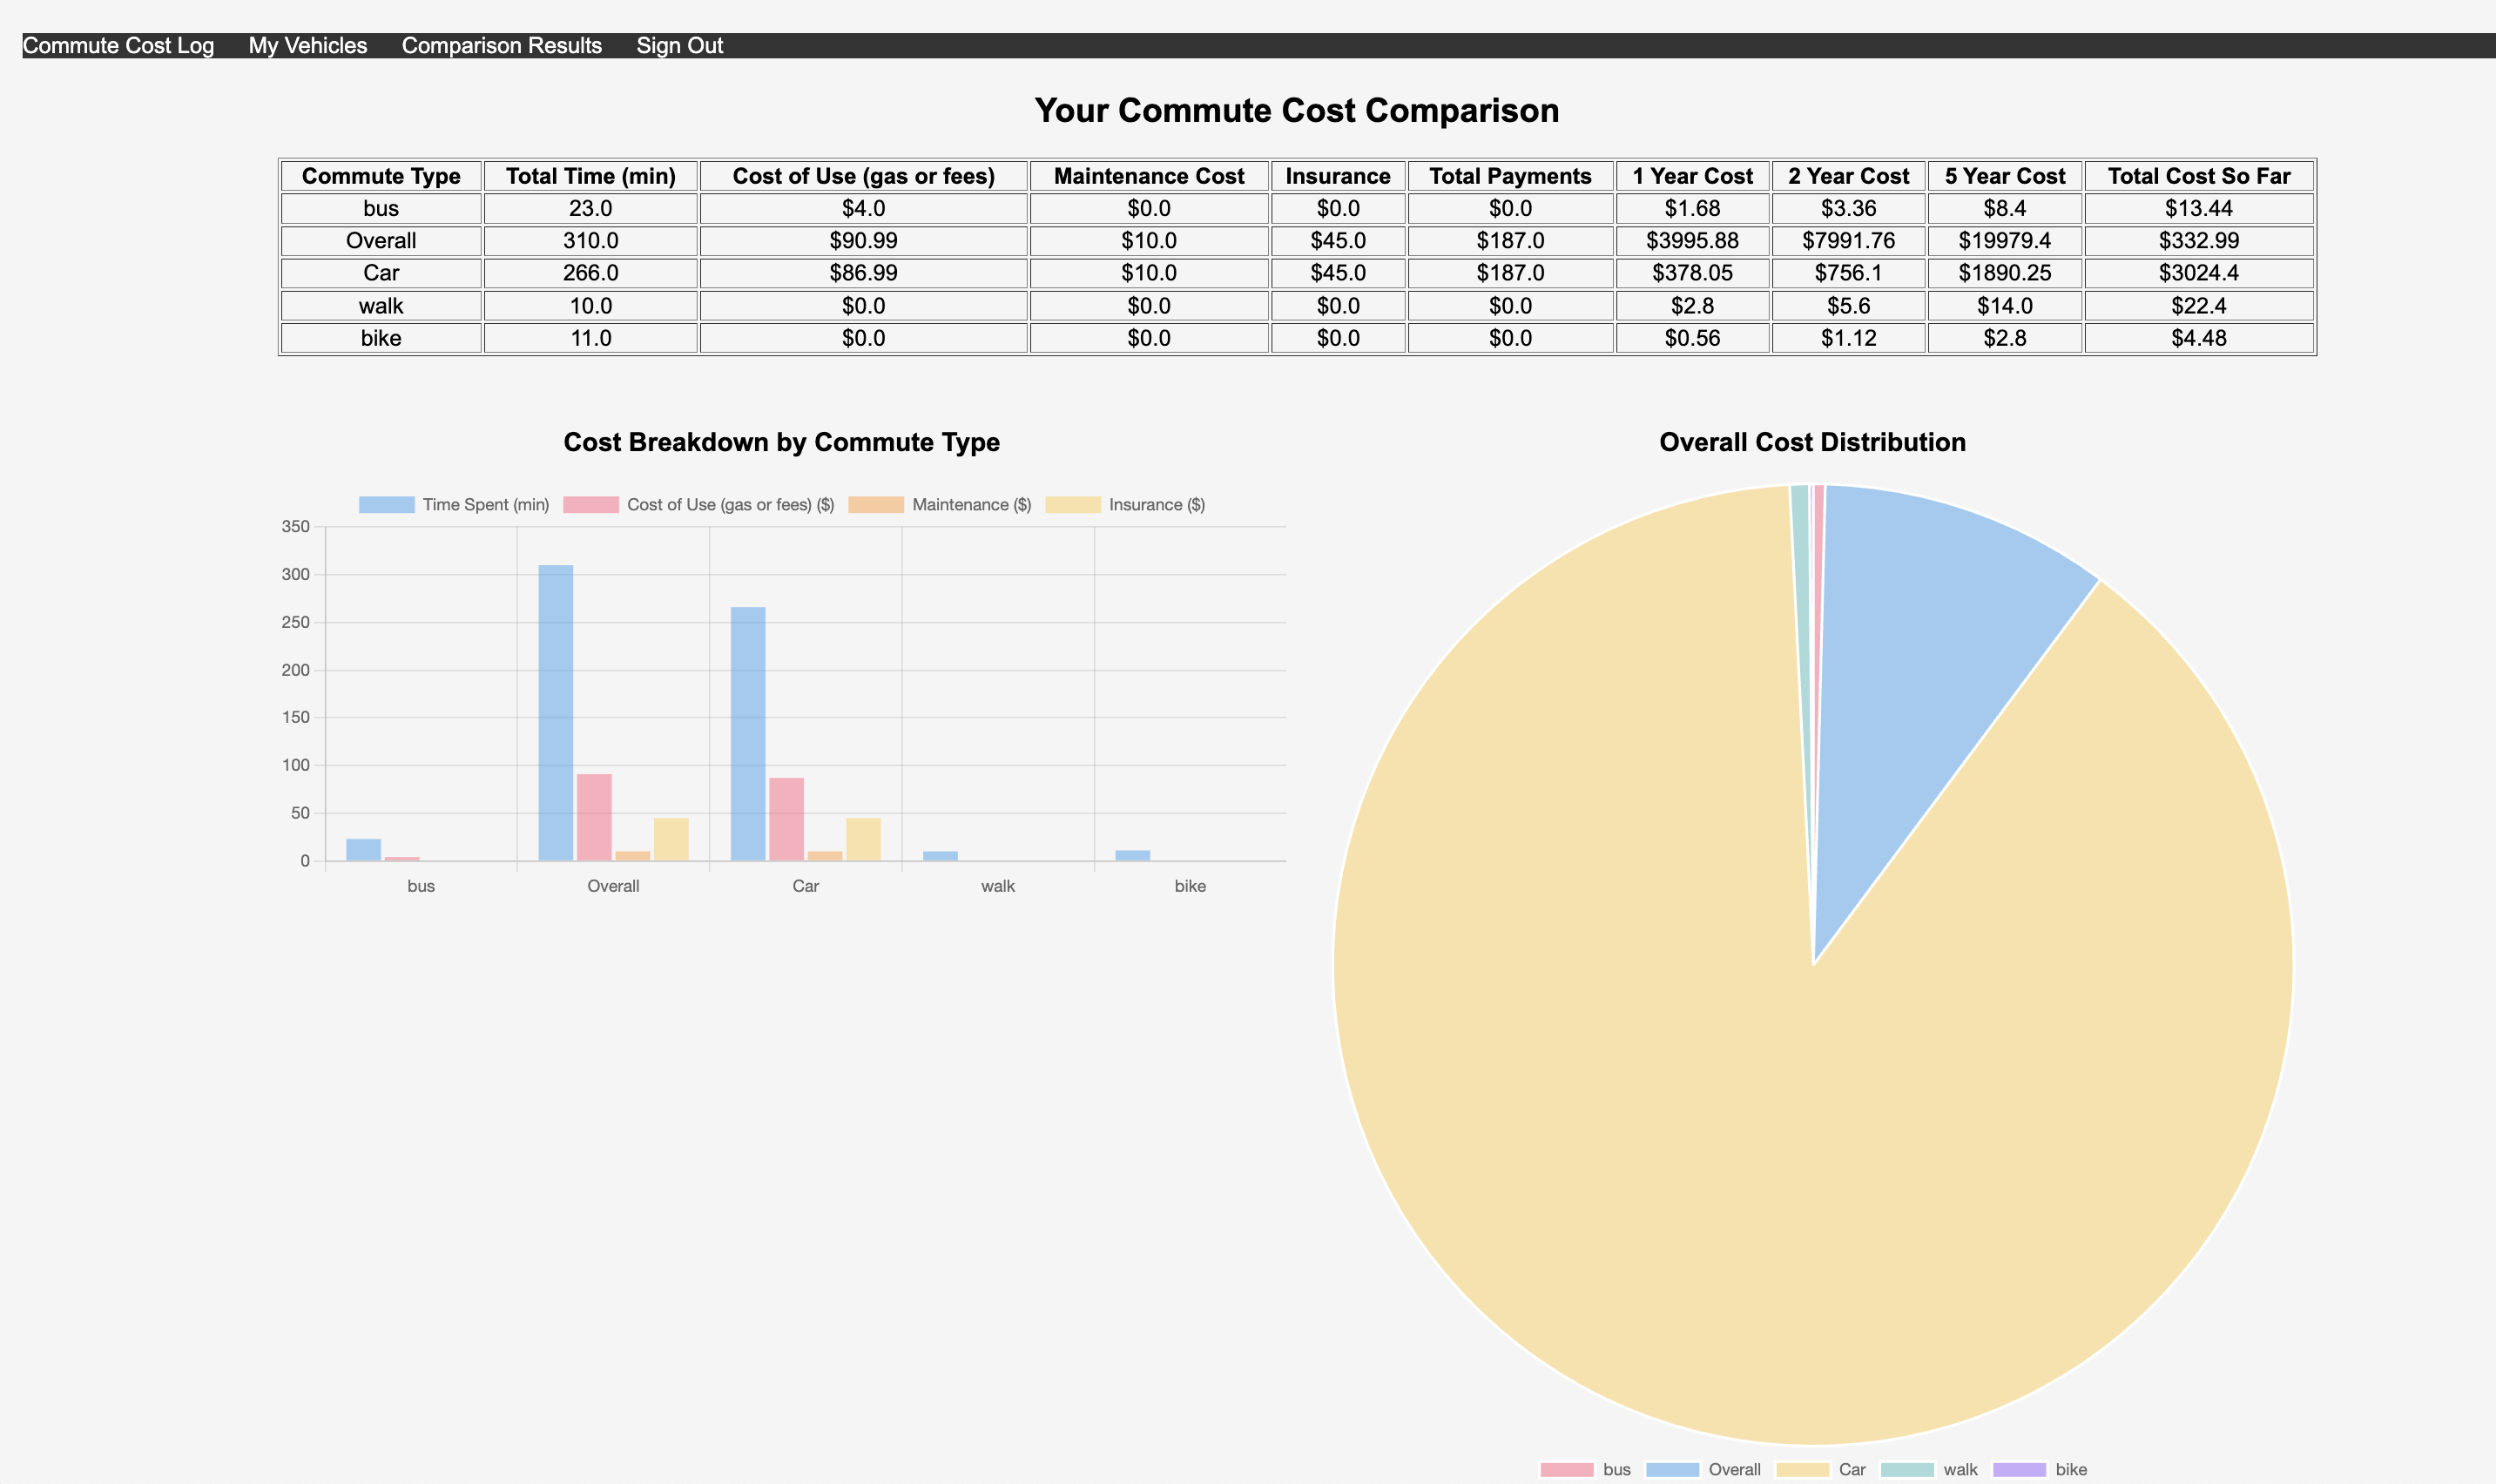 Commute Cost Log My Vehicles Comparison Results Sign Out
Your Commute Cost Comparison
Commute Type Total Time (min) Cost of Use (gas or fees) Maintenance Cost Insurance Total Payments 1 Year Cost 2 Year Cost 5 Year Cost Total Cost So Far
bus 23.0 $4.0 $0.0 $0.0 $0.0 $1.68 $3.36 $8.4 $13.44
Overall 310.0 $90.99 $10.0 $45.0 $187.0 $3995.88 $7991.76 $19979.4 $332.99
Car 266.0 $86.99 $10.0 $45.0 $187.0 $378.05 $756.1 $1890.25 $3024.4
walk 10.0 $0.0 $0.0 $0.0 $0.0 $2.8 $5.6 $14.0 $22.4
bike 11.0 $0.0 $0.0 $0.0 $0.0 $0.56 $1.12 $2.8 $4.48
Cost Breakdown by Commute Type
Time Spent (min) Cost of Use (gas or fees) ($) Maintenance ($) Insurance ($)
350
300
250
200
150
100
50
0
bus Overall Car walk bike
Overall Cost Distribution
bus Overall Car walk bike